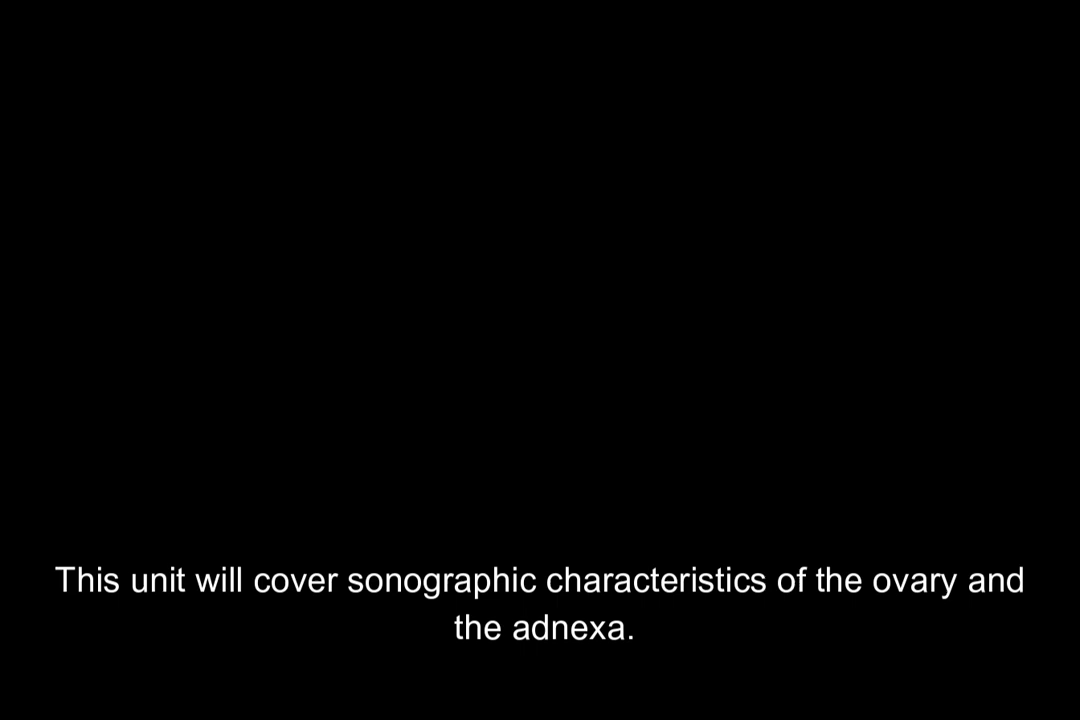 This unit will cover sonographic characteristics of the ovary and
the adnexa.